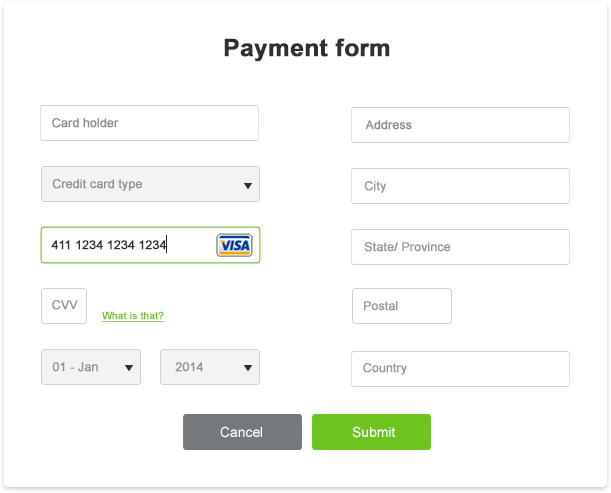 Payment form
Card holder
Address
Credit card type
City
411 1234 1234 1234
VISA
State/ Province
CVV
What is that?
Postal
01 - Jan
2014
Country
Cancel
Submit